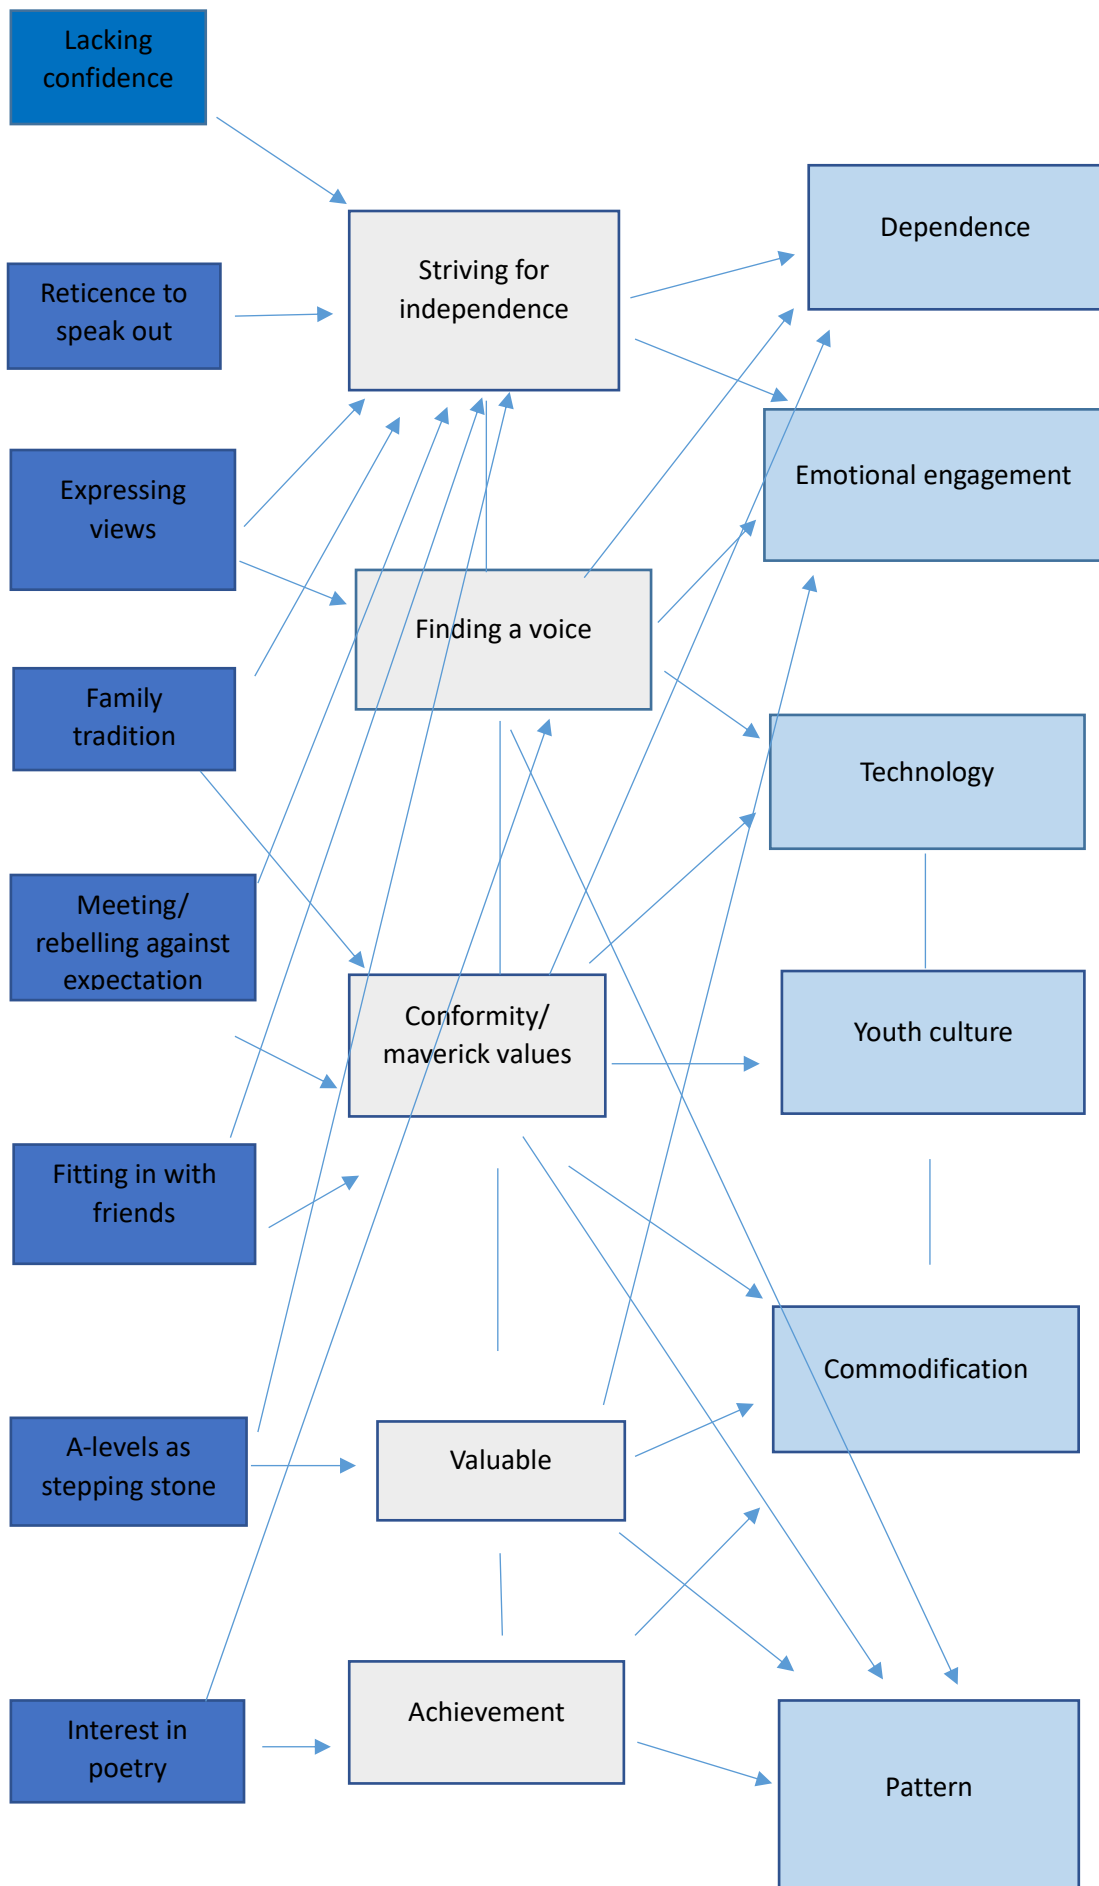 Lacking
confidence
Reticence to
speak out
Expressing
views
Family
tradition
Meeting/
rebelling against
expectation
Fitting in with
friends
A-levels as
stepping stone
Interest in
poetry
Striving for
independence
Finding a voice
Conformity/
maverick values
Valuable
Achievement
Dependence
Emotional engagement
Technology
Youth culture
Commodification
Pattern